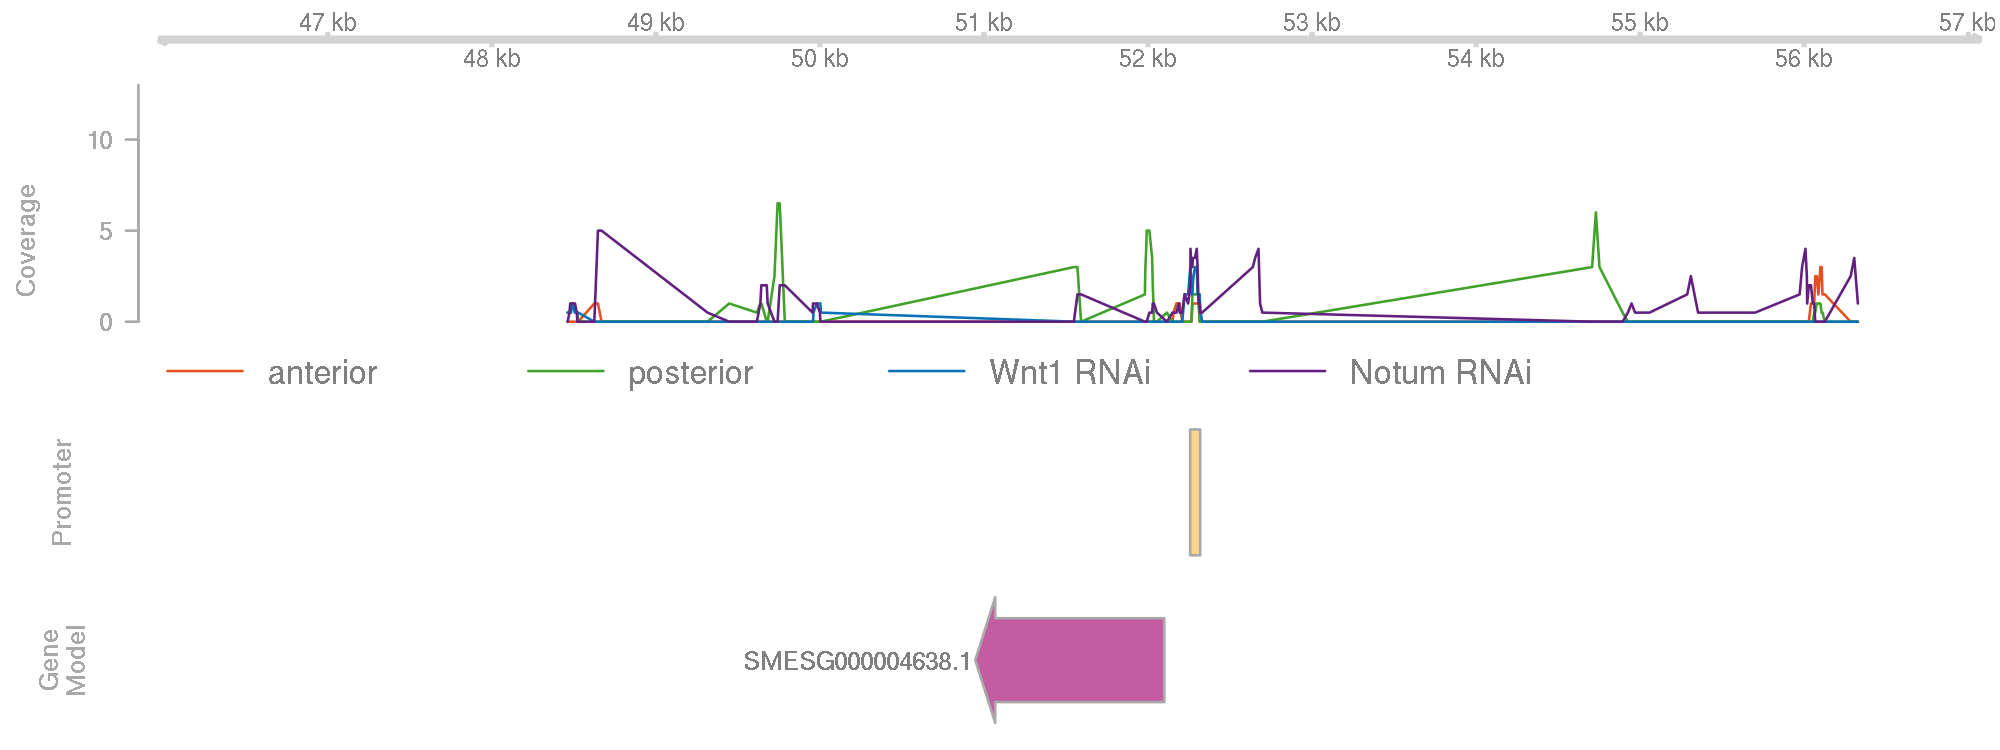 47 kb 49 kb 51 kb 53 kb 55 kb 57 kb
48 kb 50 kb 52 kb 54 kb 56 kb
Coverage
10
5
0
anterior posterior Wnt1 RNAi Notum RNAi
Promoter
Gene
Model
SMESG000004638.1